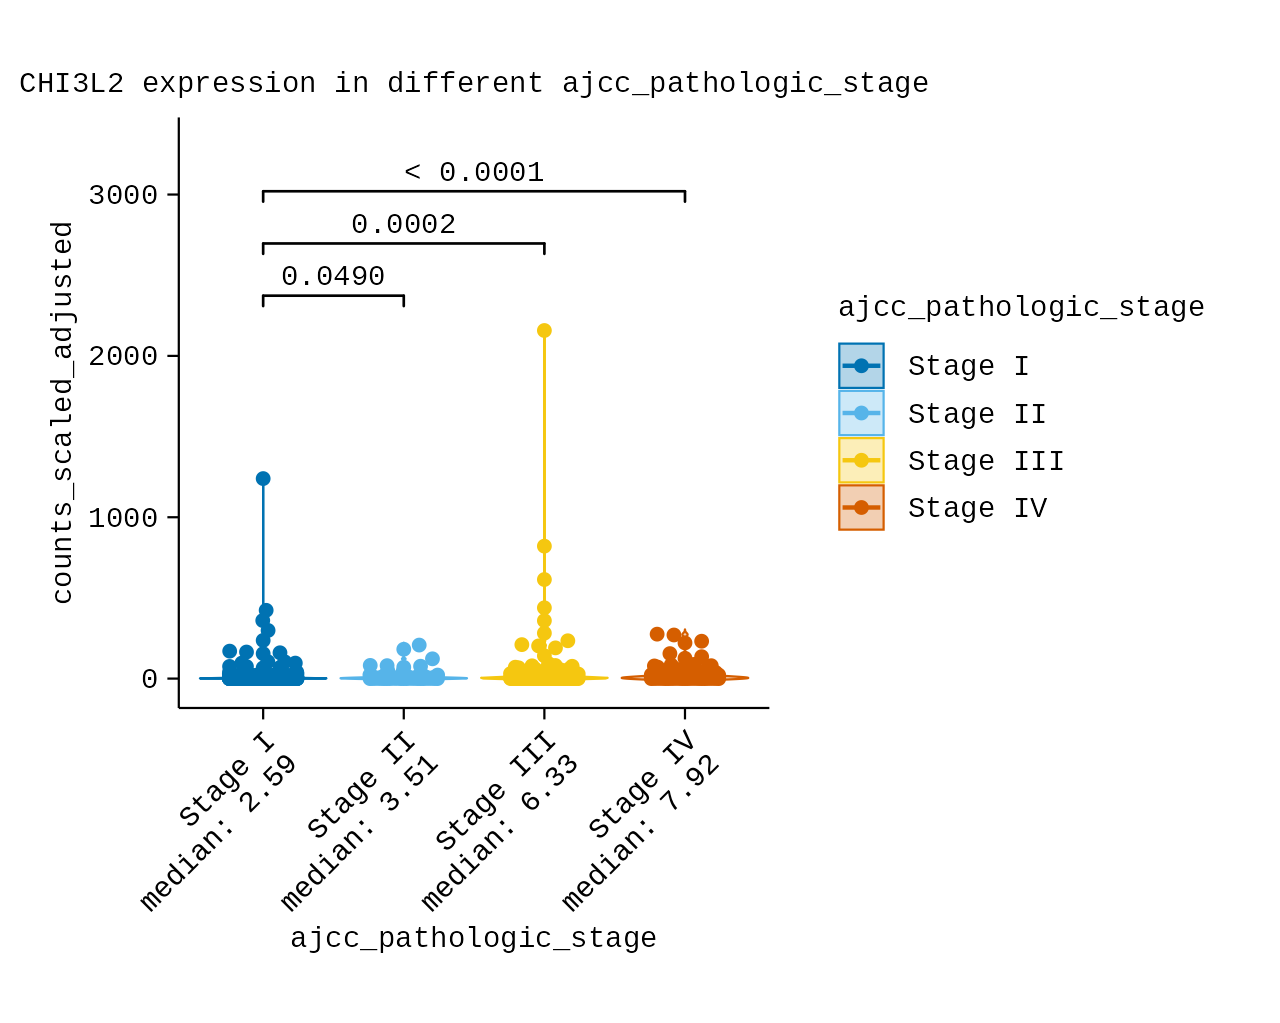 CHI3L2 expression in different ajcc_pathologic_stage
counts_scaled_adjusted
3000
2000
1000
0
< 0.0001
0.0002
0.0490
Stage I
median: 2.59
Stage II
median: 3.51
Stage III
median: 6.33
Stage IV
median: 7.92
ajcc_pathologic_stage
ajcc_pathologic_stage
Stage I
Stage II
Stage III
Stage IV